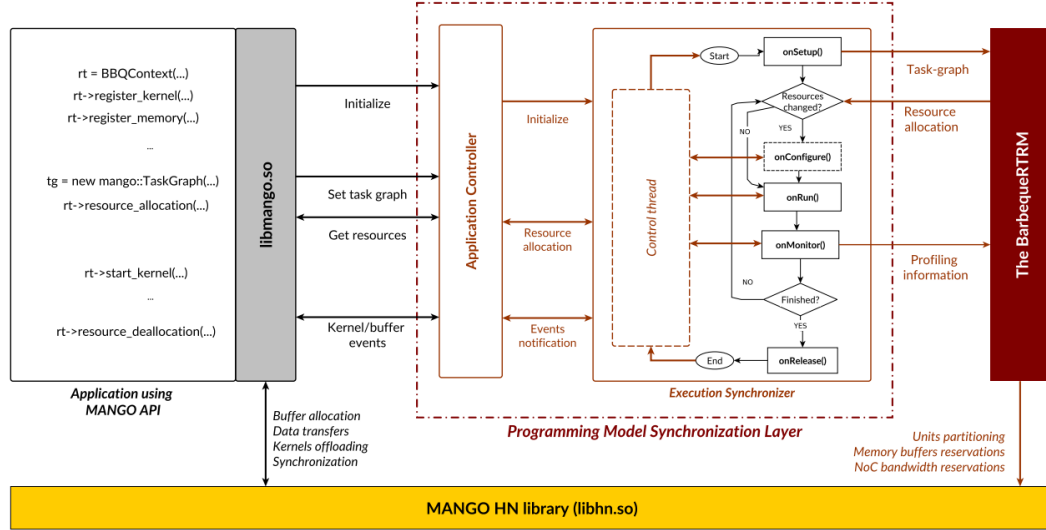 rt = BBQContext(...)
rt->register_kernel(...)
rt->register_memory(...)
...
tg = new mango::TaskGraph(...)
rt->resource_allocation(...)
rt->start_kernel(...)
...
rt->resource_deallocation(...)
Application using
MANGO API
libmango.so
Initialize
Set task graph
Get resources
Kernel/buffer
events
Buffer allocation
Data transfers
Kernels offloading
Synchronization
Application Controller
Initialize
Resource
allocation
Events
notification
Control thread
Start
onSetup()
Resources
changed?
NO
YES
onConfigure()
onRun()
onMonitor()
NO
Finished?
YES
onRelease()
End
Execution Synchronizer
Programming Model Synchronization Layer
Task-graph
Resource
allocation
Profiling
information
The BarbequeRTRM
Units partitioning
Memory buffers reservations
NoC bandwidth reservations
MANGO HN library (libhn.so)